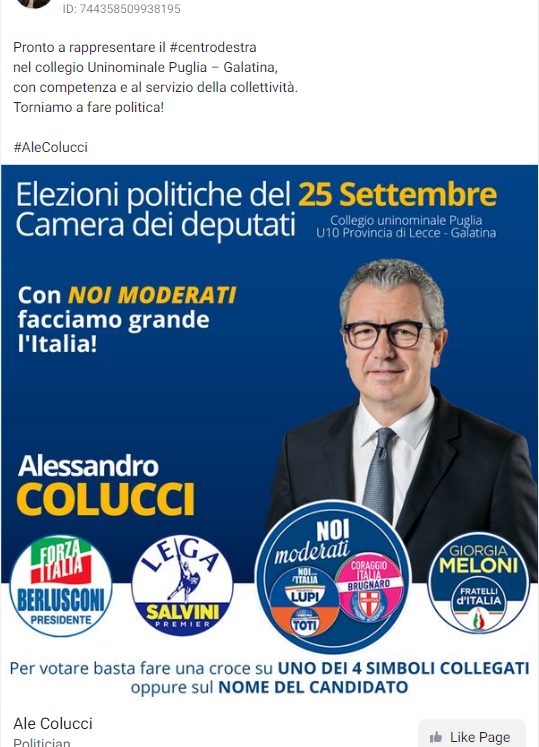 ID: 744358509938195
Pronto a rappresentare il #centrodestra
nel collegio Uninominale Puglia – Galatina,
con competenza e al servizio della collettività.
Torniamo a fare politica!
#AleColucci
Elezioni politiche del 25 Settembre
Camera dei deputati
Collegio uninominale Puglia
U10 Provincia di Lecce - Galatina
Con NOI MODERATI
facciamo grande
l'Italia!
Alessandro
COLUCCI
FORZA
ITALIA
BERLUSCONI
PRESIDENTE
LEGA
SALVINI
PREMIER
NOI
moderati
NOI...
L'ITALIA
LUPI
TOTI
CORAGGIO
ITALIA
BRUGNARO
GIORGIA
MELONI
FRATELLI
d'ITALIA
Per votare basta fare una croce su UNO DEI 4 SIMBOLI COLLEGATI
oppure sul NOME DEL CANDIDATO
Ale Colucci
Politician
Like Page